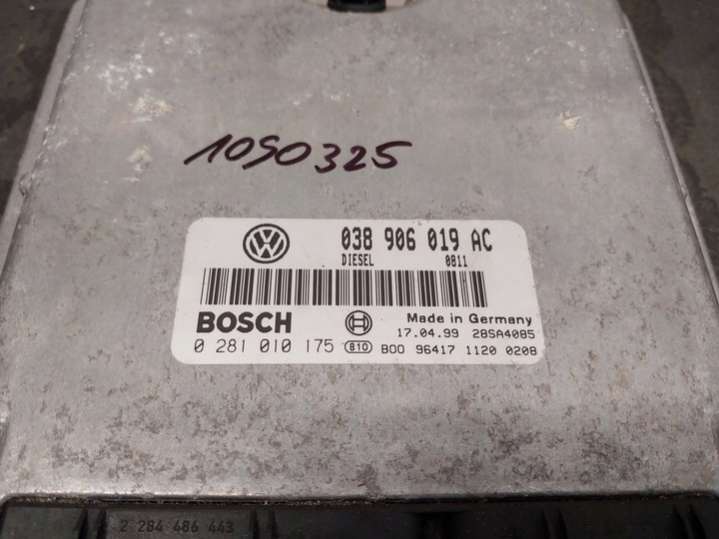 1090325
038 906 019 AC
DIESEL 0811
H
BOSCH Made in Germany
17.04.99 28SA4085
0 281 010 175 810 B00 96417 1120 0208
2 284 486 443